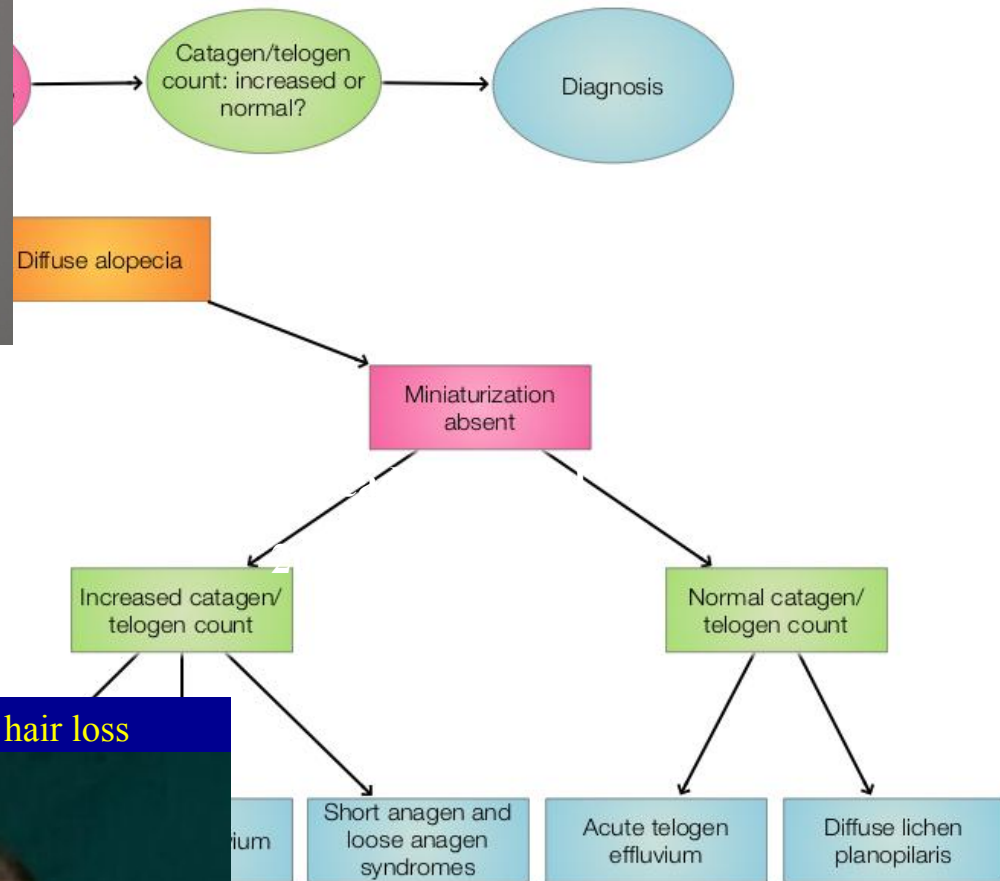 Catagen/telogen
count: increased or
normal?
Diagnosis
Diffuse alopecia
Miniaturization
absent
Increased catagen/
telogen count
Normal catagen/
telogen count
hair loss
Short anagen and
loose anagen
syndromes
Acute telogen
effluvium
Diffuse lichen
planopilaris